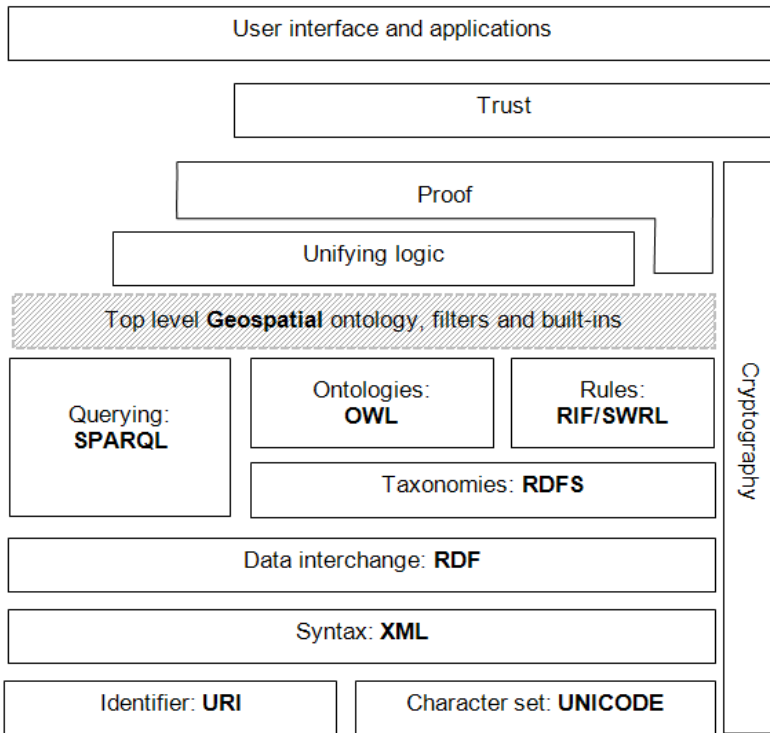 User interface and applications
Trust
Proof
Unifying logic
Top level Geospatial ontology, filters and built-ins
Querying:
SPARQL
Ontologies:
OWL
Rules:
RIF/SWRL
Taxonomies: RDFS
Data interchange: RDF
Syntax: XML
Identifier: URI
Character set: UNICODE
Cryptography